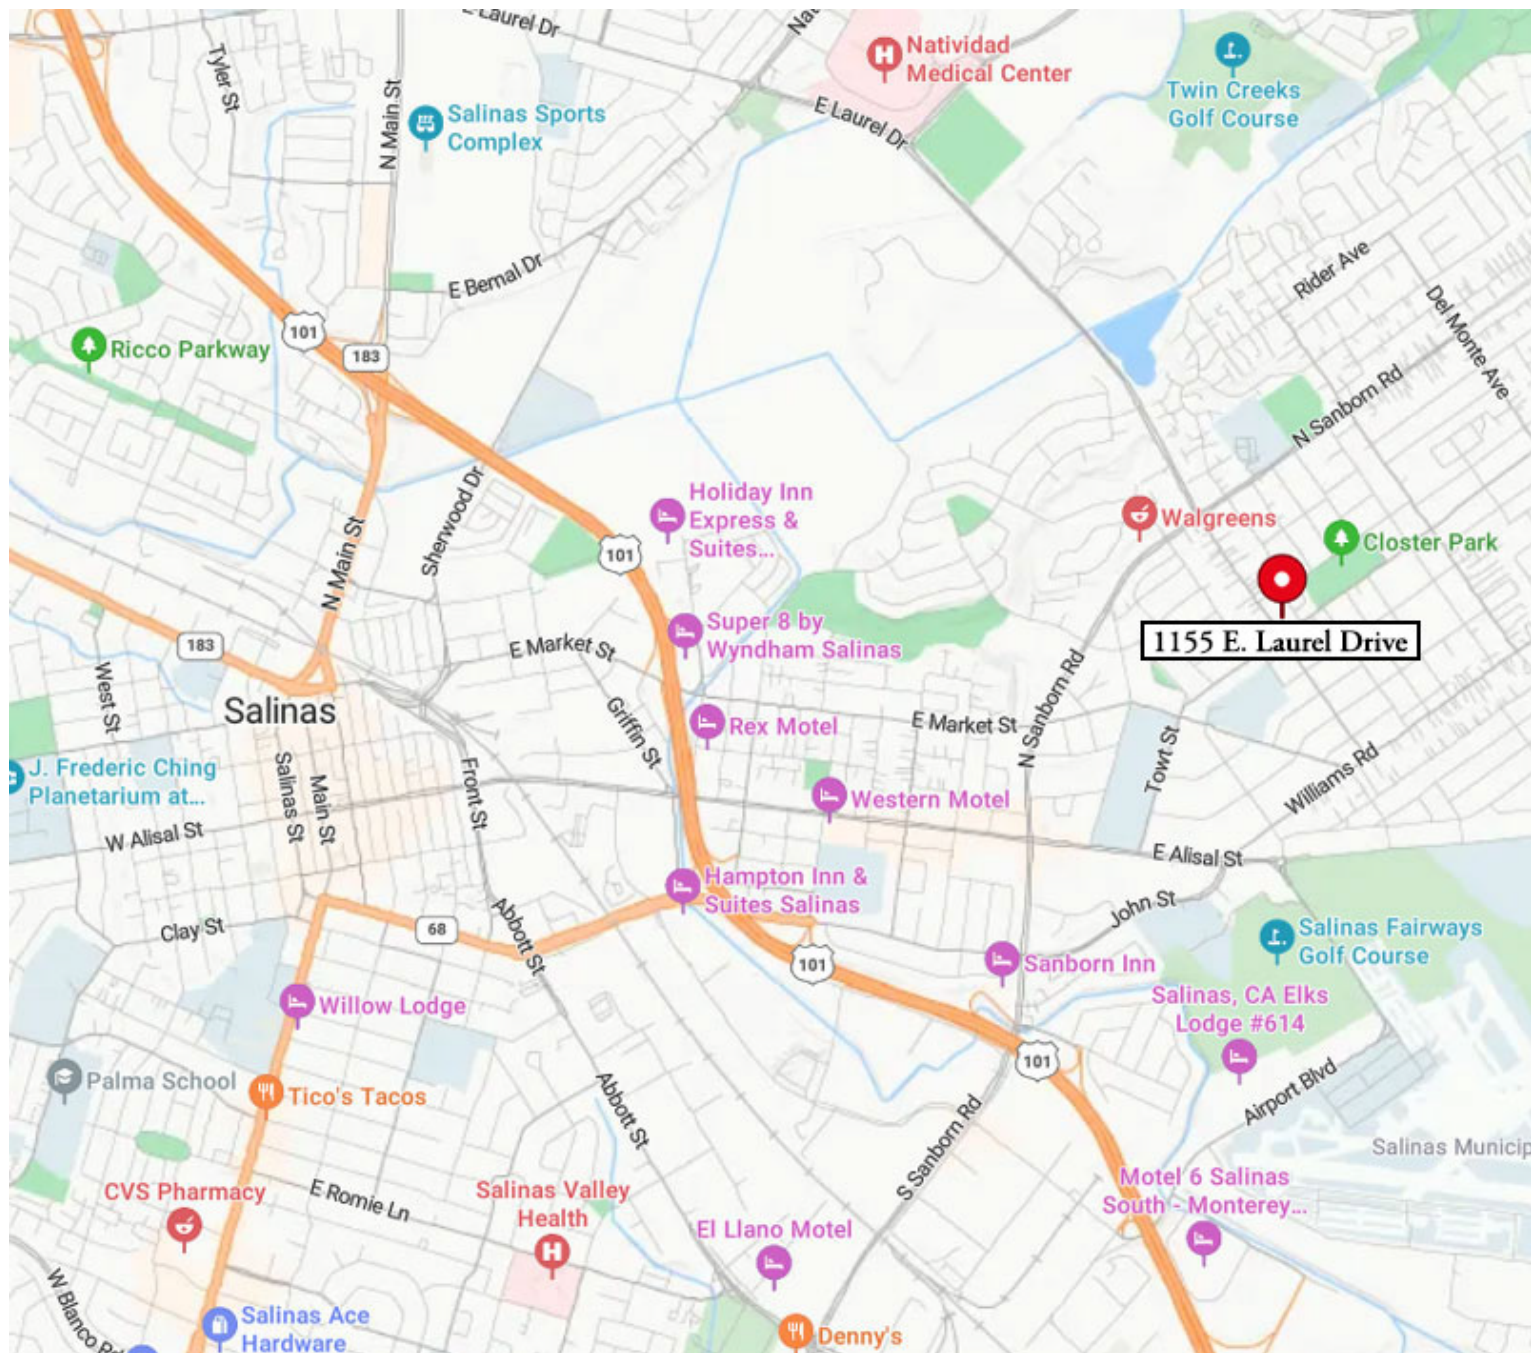 E Laurel Dr
Natividad
Medical Center
Twin Creeks
Golf Course
Tyler St
N Main St
Salinas Sports
Complex
E Laurel Dr
E Bernal Dr
Rider Ave
Del Monte Ave
101
183
Ricco Parkway
N Sanborn Rd
Holiday Inn
Express &
Suites...
Sherwood Dr
N Main St
101
Walgreens
Closter Park
183
E Market St
Super 8 by
Wyndham Salinas
1155 E. Laurel Drive
West St
Salinas
Griffin St
Rex Motel
E Market St
N Sanborn Rd
Towt St
Williams Rd
J. Frederic Ching
Planetarium at...
Salinas St
Main St
Front St
Western Motel
W Alisal St
E Alisal St
Hampton Inn &
Suites Salinas
John St
Clay St
68
Abbott St
101
Sanborn Inn
Salinas Fairways
Golf Course
Willow Lodge
Salinas, CA Elks
Lodge #614
101
Palma School
Tico's Tacos
Abbott St
S Sanborn Rd
Airport Blvd
Salinas Municip
CVS Pharmacy
E Romie Ln
Salinas Valley
Health
El Llano Motel
Motel 6 Salinas
South - Monterey...
W Blanco Rd
Salinas Ace
Hardware
Denny's